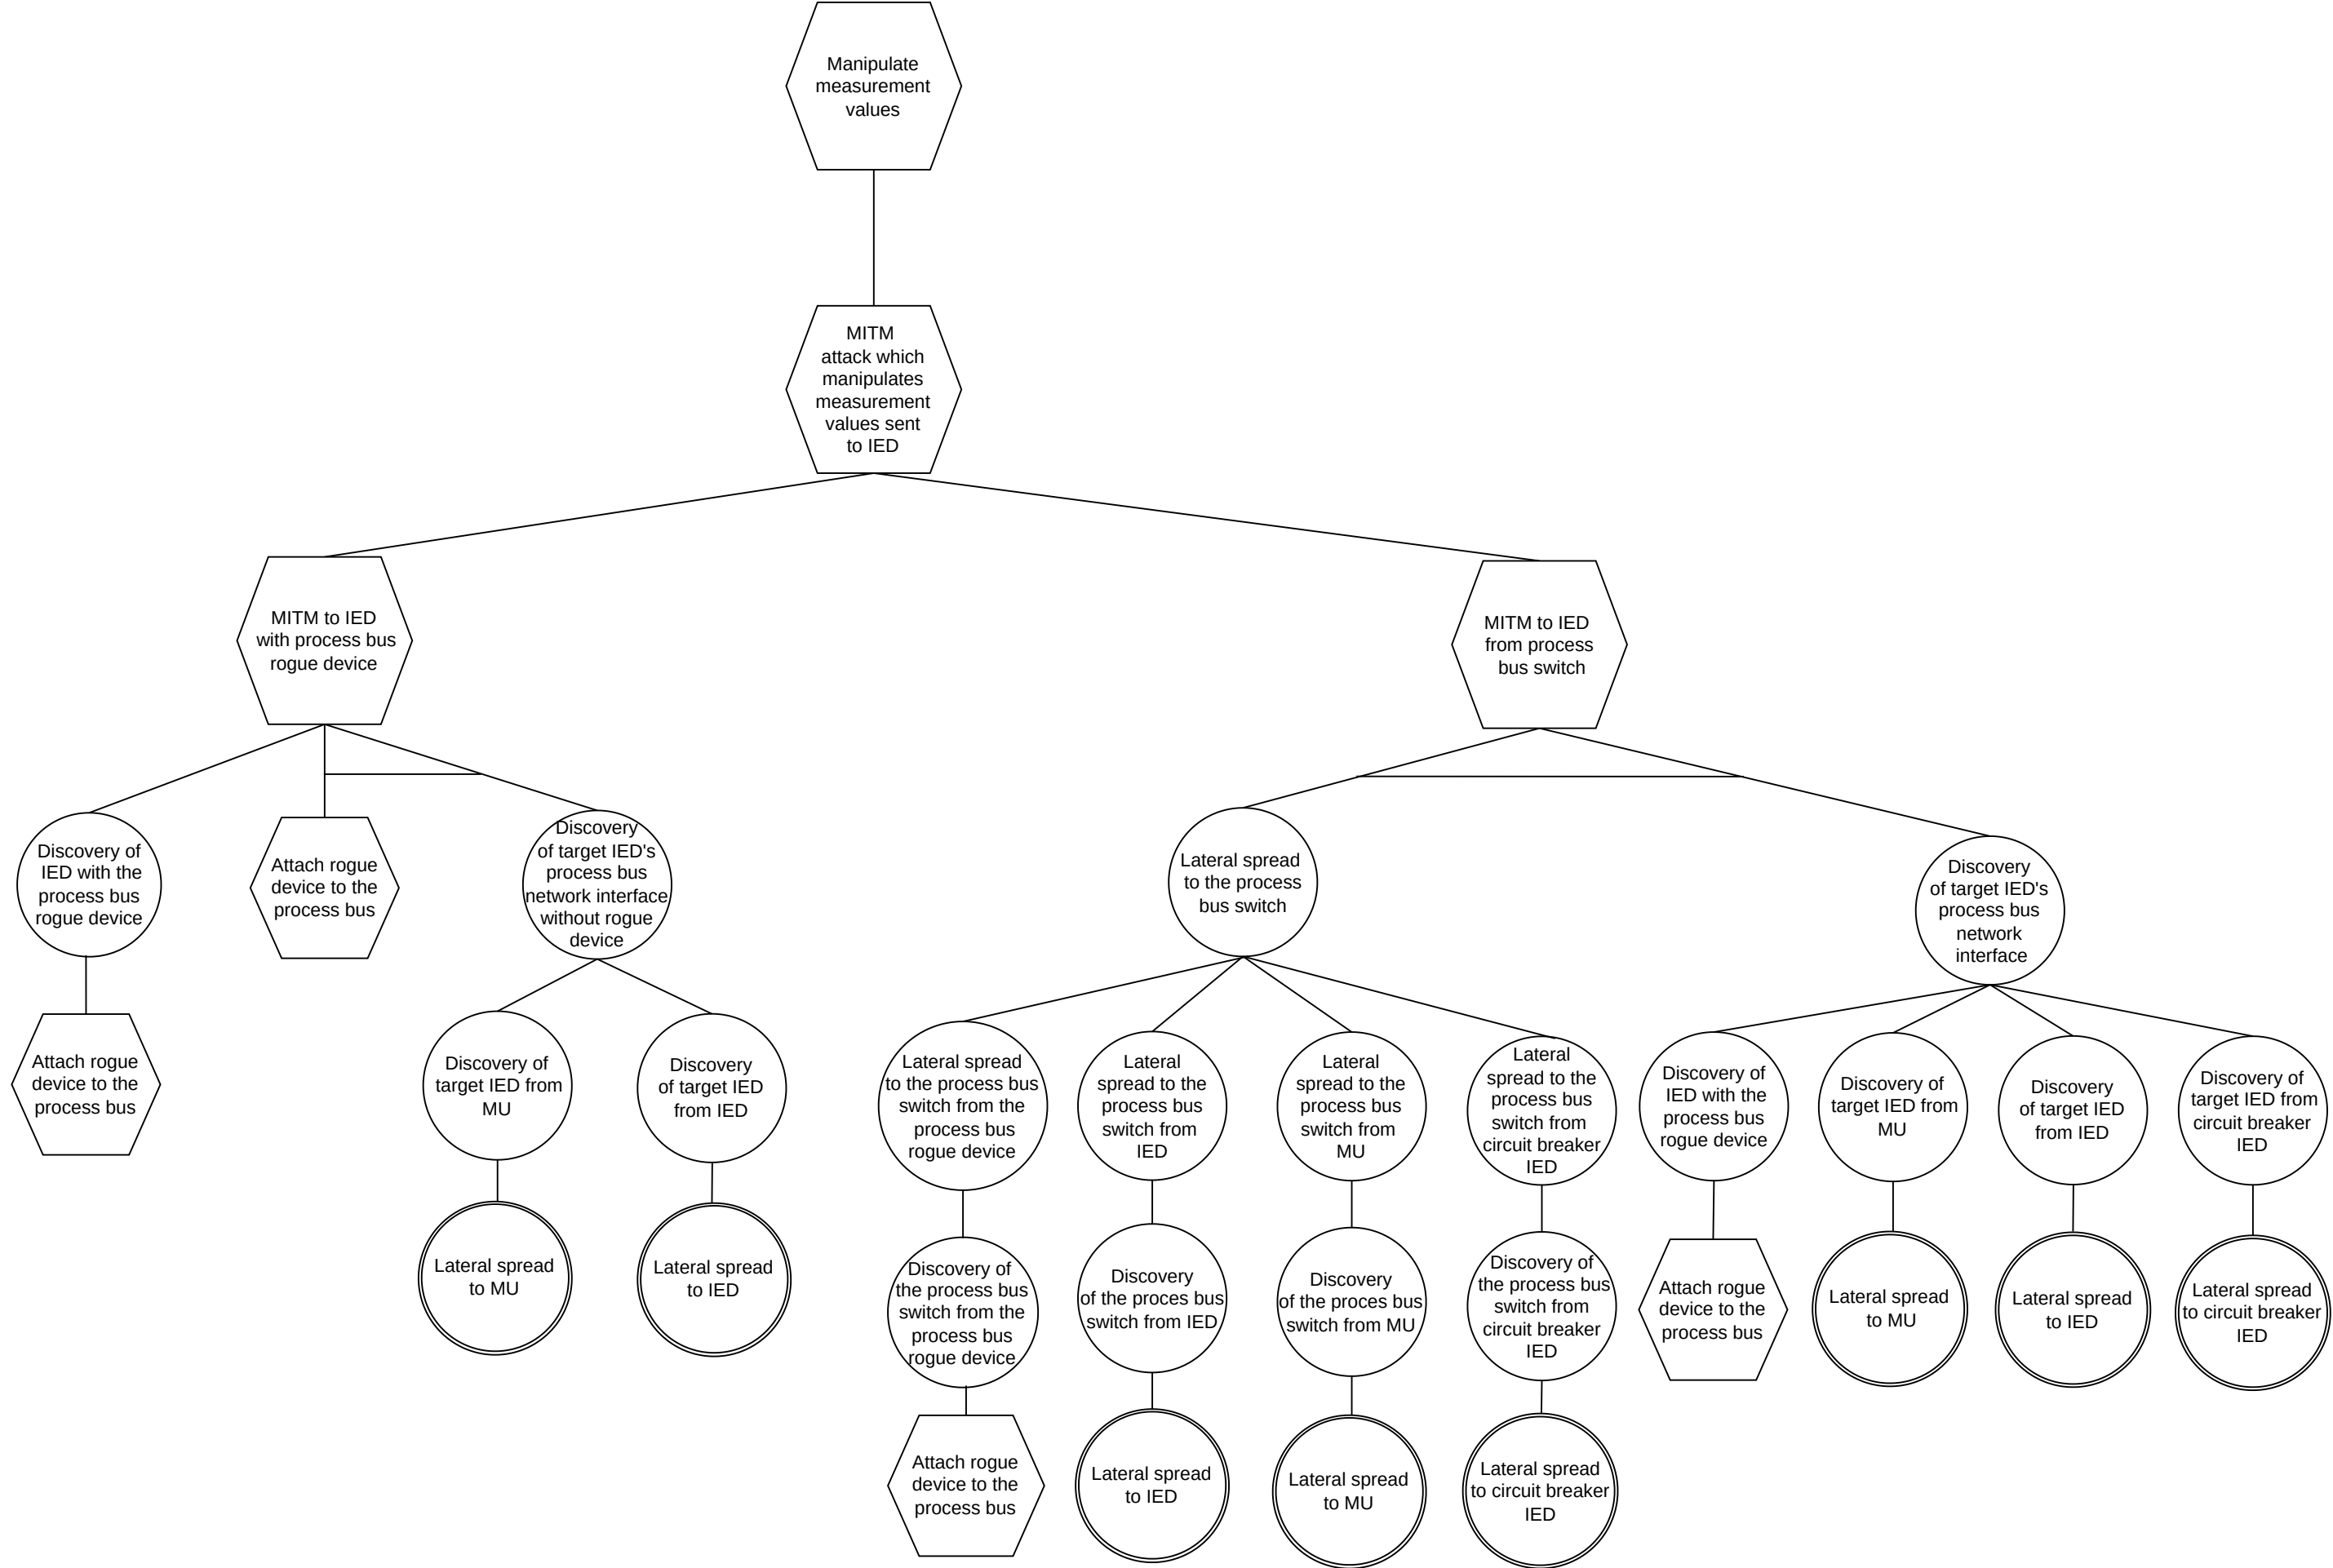 Manipulate
measurement
values
MITM
attack which
manipulates
measurement
values sent
to IED
MITM to IED
with process bus
rogue device
MITM to IED
from process
bus switch
Discovery of
IED with the
process bus
rogue device
Attach rogue
device to the
process bus
Discovery
of target IED's
process bus
network interface
without rogue
device
Lateral spread
to the process
bus switch
Discovery
of target IED's
process bus
network
interface
Attach rogue
device to the
process bus
Discovery of
target IED from
MU
Discovery
of target IED
from IED
Lateral spread
to the process bus
switch from the
process bus
rogue device
Lateral
spread to the
process bus
switch from
IED
Lateral
spread to the
process bus
switch from
MU
Lateral
spread to the
process bus
switch from
circuit breaker
IED
Discovery of
IED with the
process bus
rogue device
Discovery of
target IED from
MU
Discovery
of target IED
from IED
Discovery of
target IED from
circuit breaker
IED
Lateral spread
to MU
Lateral spread
to IED
Discovery of
the process bus
switch from the
process bus
rogue device
Discovery
of the proces bus
switch from IED
Discovery
of the proces bus
switch from MU
Discovery of
the process bus
switch from
circuit breaker
IED
Attach rogue
device to the
process bus
Lateral spread
to MU
Lateral spread
to IED
Lateral spread
to circuit breaker
IED
Attach rogue
device to the
process bus
Lateral spread
to IED
Lateral spread
to MU
Lateral spread
to circuit breaker
IED